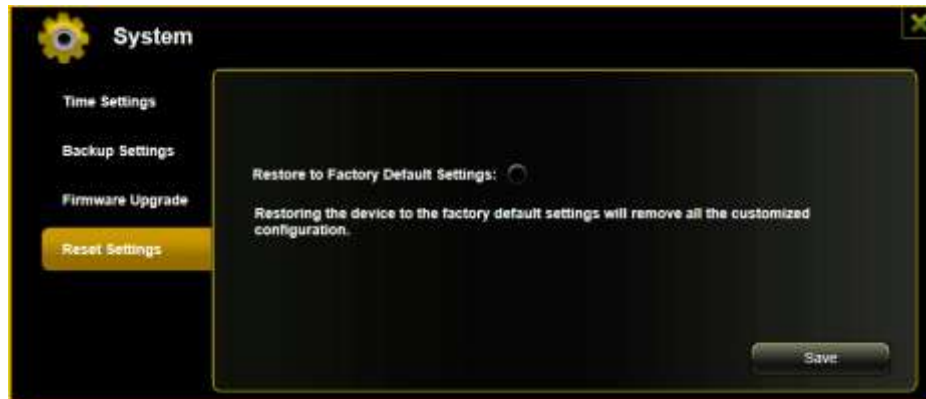 System
Time Settings
Backup Settings
Firmware Upgrade
Reset Settings
Restore to Factory Default Settings:
Restoring the device to the factory default settings will remove all the customized
configuration.
Save